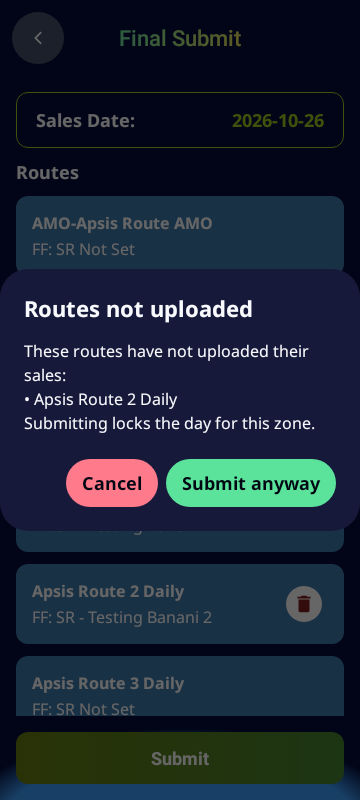 Final Submit
Sales Date: 2026-10-26
Routes
AMO-Apsis Route AMO
FF: SR Not Set
Routes not uploaded
These routes have not uploaded their
sales:
• Apsis Route 2 Daily
Submitting locks the day for this zone.
Cancel Submit anyway
Apsis Route 2 Daily
FF: SR - Testing Banani 2
Apsis Route 3 Daily
FF: SR Not Set
Submit